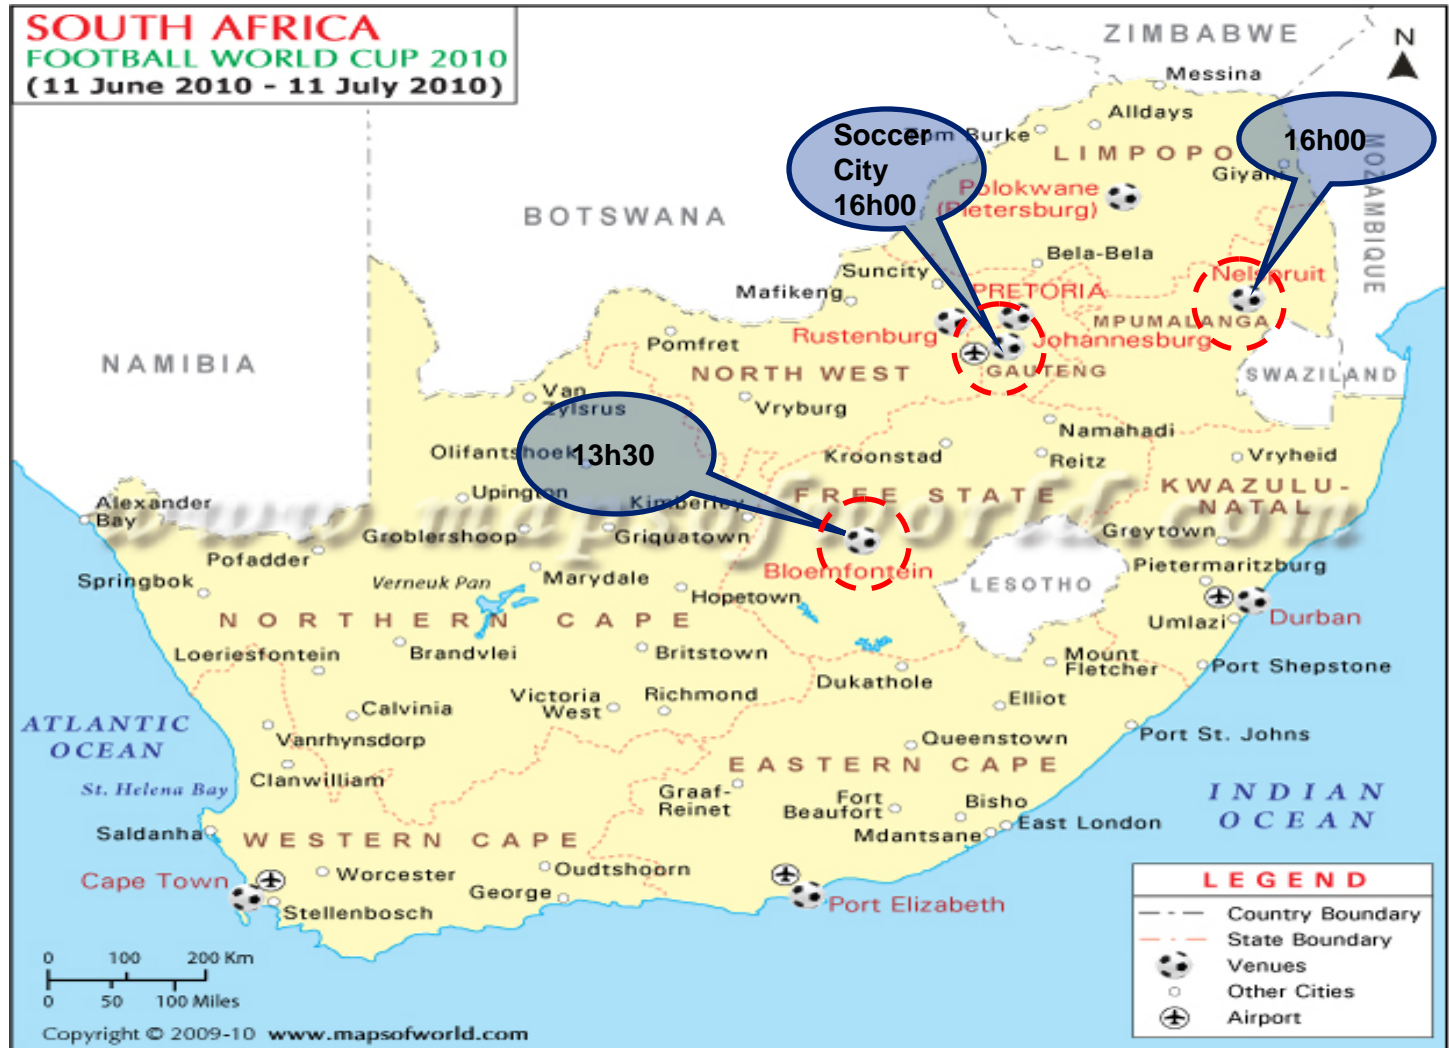 SOUTH AFRICA
FOOTBALL WORLD CUP 2010
(11 June 2010 - 11 July 2010)
ZIMBABWE
N
Messina
Alldays
Soccer
City
16h00
Tom Burke
16h00
LIMPOPO
Giyani
MOZAMBIQUE
Polokwane
(Pietersburg)
BOTSWANA
Bela-Bela
Suncity
Nelspruit
Mafikeng
PRETORIA
MPUMALANGA
Rustenburg
Johannesburg
Pomfret
GAUTENG
NAMIBIA
NORTH WEST
SWAZILAND
Van
Zylsrus
Vryburg
Namahadi
13h30
Olifantshoek
Kroonstad
Reitz
Vryheid
Upington
Kimberley
FREE STATE
KWAZULU-
NATAL
Alexander
Bay
www.mapsofworld.com
Groblershoop
Griquatown
Greytown
Pofadder
Bloemfontein
Pietermaritzburg
Springbok
Verneuk Pan
Marydale
LESOTHO
Hopetown
NORTHERN CAPE
Umlazi
Durban
Loeriesfontein
Brandvlei
Britstown
Mount
Fletcher
Port Shepstone
Dukathole
Victoria
West
Richmond
Elliot
Calvinia
ATLANTIC
OCEAN
Vanrhynsdorp
Queenstown
Port St. Johns
Clanwilliam
EASTERN CAPE
St. Helena Bay
Graaf-
Reinet
Fort
Beaufort
Bisho
INDIAN
OCEAN
Saldanha
WESTERN CAPE
Mdantsane
East London
Cape Town
Worcester
Oudtshoorn
George
Stellenbosch
Port Elizabeth
LEGEND
Country Boundary
State Boundary
Venues
Other Cities
Airport
0 100 200 Km
0 50 100 Miles
Copyright © 2009-10 www.mapsofworld.com